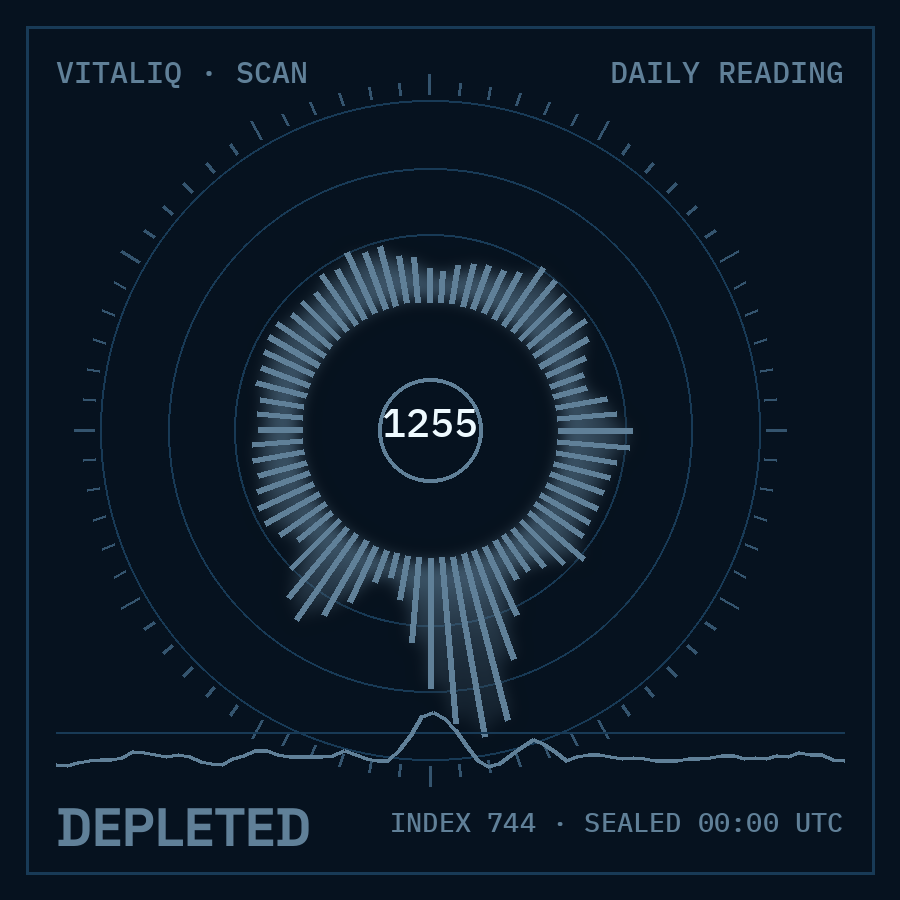 VITALIQ · SCAN
DAILY READING
1255
DEPLETED
INDEX 744 · SEALED 00:00 UTC